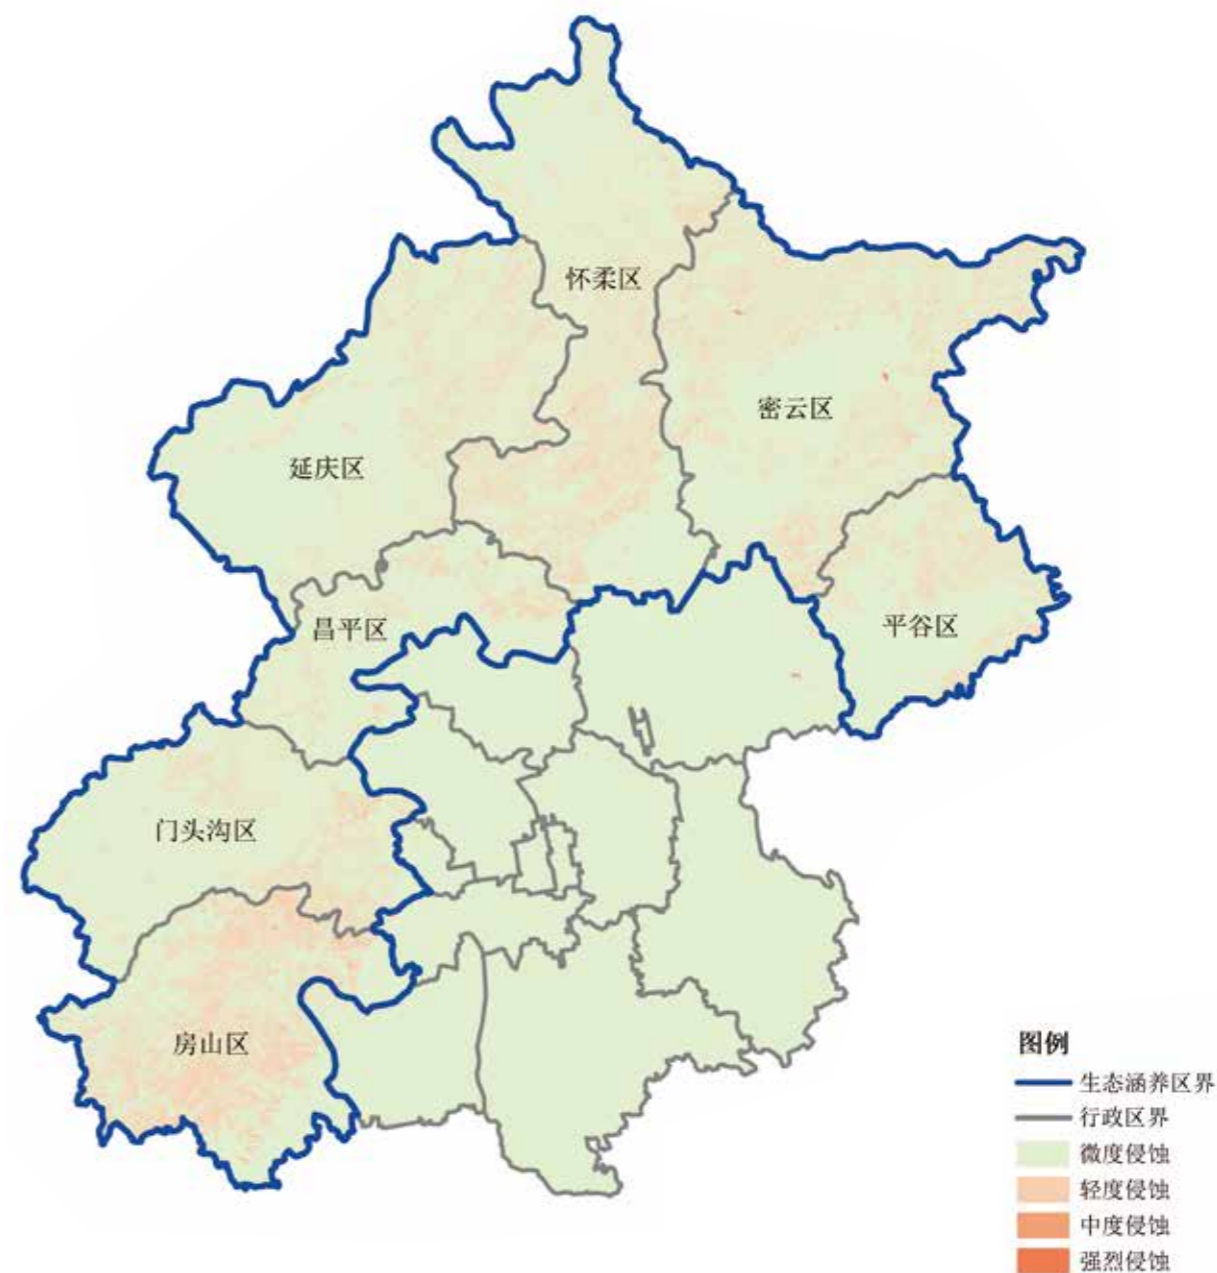 怀柔区
密云区
延庆区
昌平区
平谷区
门头沟区
房山区
图例
生态涵养区界
行政区界
微度侵蚀
轻度侵蚀
中度侵蚀
强烈侵蚀